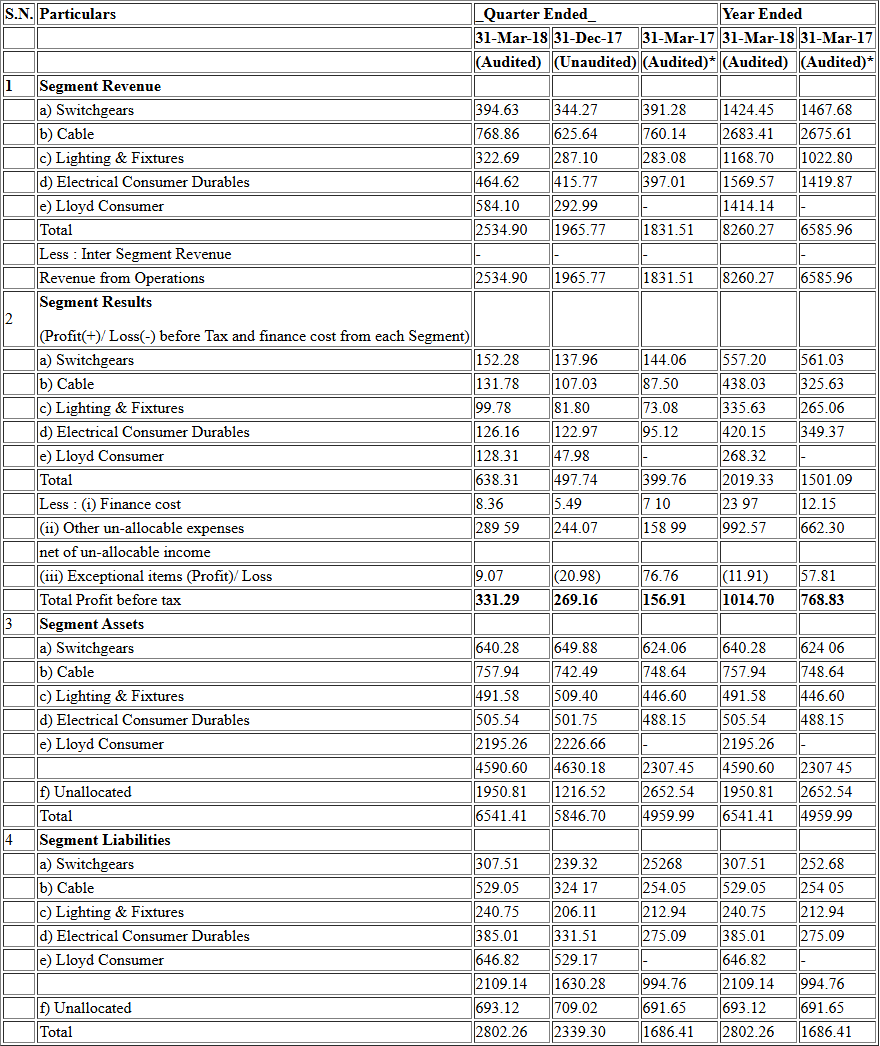 S.N. Particulars _Quarter Ended_ Year Ended
31-Mar-18 31-Dec-17 31-Mar-17 31-Mar-18 31-Mar-17
(Audited) (Unaudited) (Audited)* (Audited) (Audited)*
1 Segment Revenue
a) Switchgears 394.63 344.27 391.28 1424.45 1467.68
b) Cable 768.86 625.64 760.14 2683.41 2675.61
c) Lighting & Fixtures 322.69 287.10 283.08 1168.70 1022.80
d) Electrical Consumer Durables 464.62 415.77 397.01 1569.57 1419.87
e) Lloyd Consumer 584.10 292.99 - 1414.14 -
Total 2534.90 1965.77 1831.51 8260.27 6585.96
Less : Inter Segment Revenue - - - -
Revenue from Operations 2534.90 1965.77 1831.51 8260.27 6585.96
2 Segment Results
(Profit(+)/ Loss(-) before Tax and finance cost from each Segment)
a) Switchgears 152.28 137.96 144.06 557.20 561.03
b) Cable 131.78 107.03 87.50 438.03 325.63
c) Lighting & Fixtures 99.78 81.80 73.08 335.63 265.06
d) Electrical Consumer Durables 126.16 122.97 95.12 420.15 349.37
e) Lloyd Consumer 128.31 47.98 - 268.32 -
Total 638.31 497.74 399.76 2019.33 1501.09
Less : (i) Finance cost 8.36 5.49 7 10 23 97 12.15
(ii) Other un-allocable expenses 289 59 244.07 158 99 992.57 662.30
net of un-allocable income
(iii) Exceptional items (Profit)/ Loss 9.07 (20.98) 76.76 (11.91) 57.81
Total Profit before tax 331.29 269.16 156.91 1014.70 768.83
3 Segment Assets
a) Switchgears 640.28 649.88 624.06 640.28 624 06
b) Cable 757.94 742.49 748.64 757.94 748.64
c) Lighting & Fixtures 491.58 509.40 446.60 491.58 446.60
d) Electrical Consumer Durables 505.54 501.75 488.15 505.54 488.15
e) Lloyd Consumer 2195.26 2226.66 - 2195.26 -
4590.60 4630.18 2307.45 4590.60 2307 45
f) Unallocated 1950.81 1216.52 2652.54 1950.81 2652.54
Total 6541.41 5846.70 4959.99 6541.41 4959.99
4 Segment Liabilities
a) Switchgears 307.51 239.32 25268 307.51 252.68
b) Cable 529.05 324 17 254.05 529.05 254 05
c) Lighting & Fixtures 240.75 206.11 212.94 240.75 212.94
d) Electrical Consumer Durables 385.01 331.51 275.09 385.01 275.09
e) Lloyd Consumer 646.82 529.17 - 646.82 -
2109.14 1630.28 994.76 2109.14 994.76
f) Unallocated 693.12 709.02 691.65 693.12 691.65
Total 2802.26 2339.30 1686.41 2802.26 1686.41